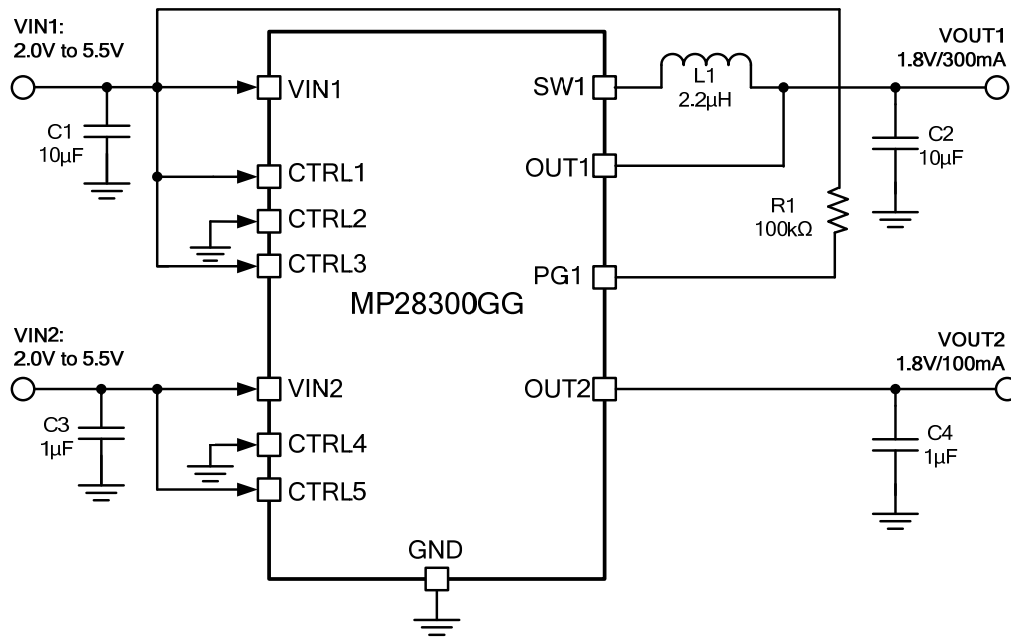 VIN1:
2.0V to 5.5V
VOUT1
1.8V/300mA
VIN1
SW1
L1
2.2µH
C1
10µF
C2
10µF
CTRL1
OUT1
CTRL2
R1
100kΩ
CTRL3
PG1
MP28300GG
VIN2:
2.0V to 5.5V
VOUT2
1.8V/100mA
VIN2
OUT2
C3
1µF
C4
1µF
CTRL4
CTRL5
GND